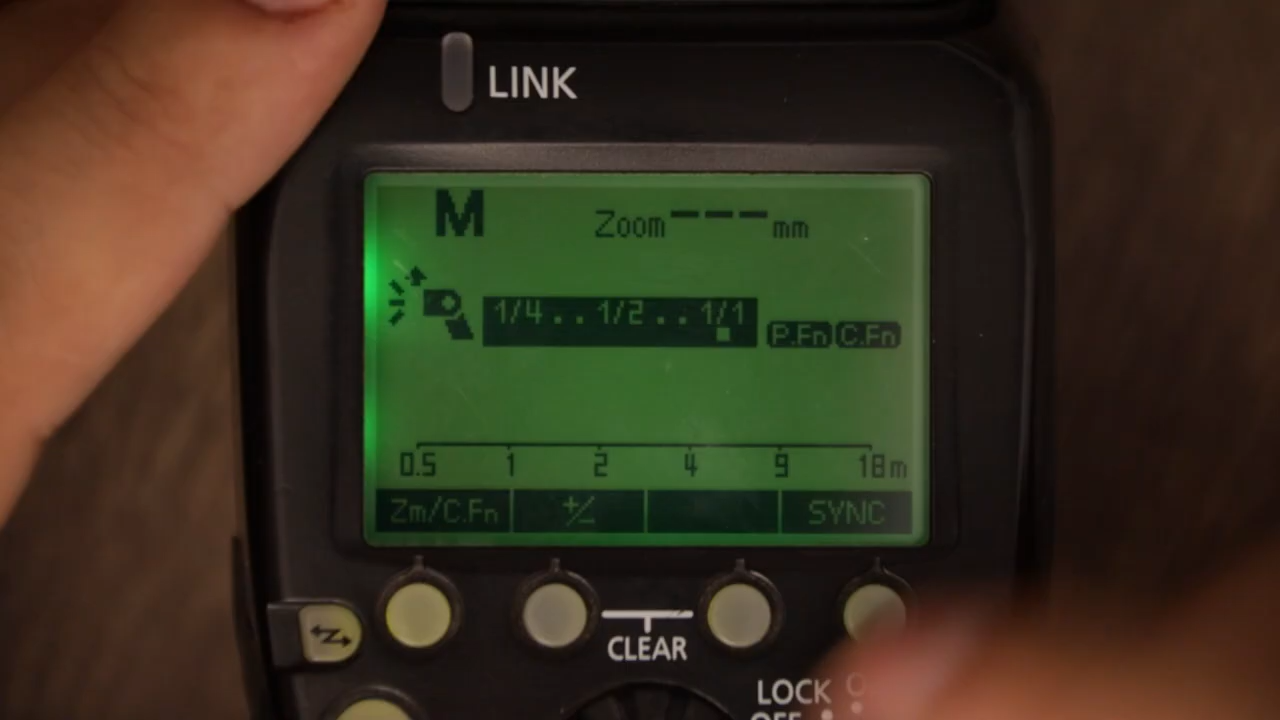 LINK
M Zoom --- mm
1/4..1/2..1/1 P.Fn C.Fn
0.5 1 2 4 9 18m
Zm/C.Fn +/- SYNC
CLEAR
LOCK
OFF